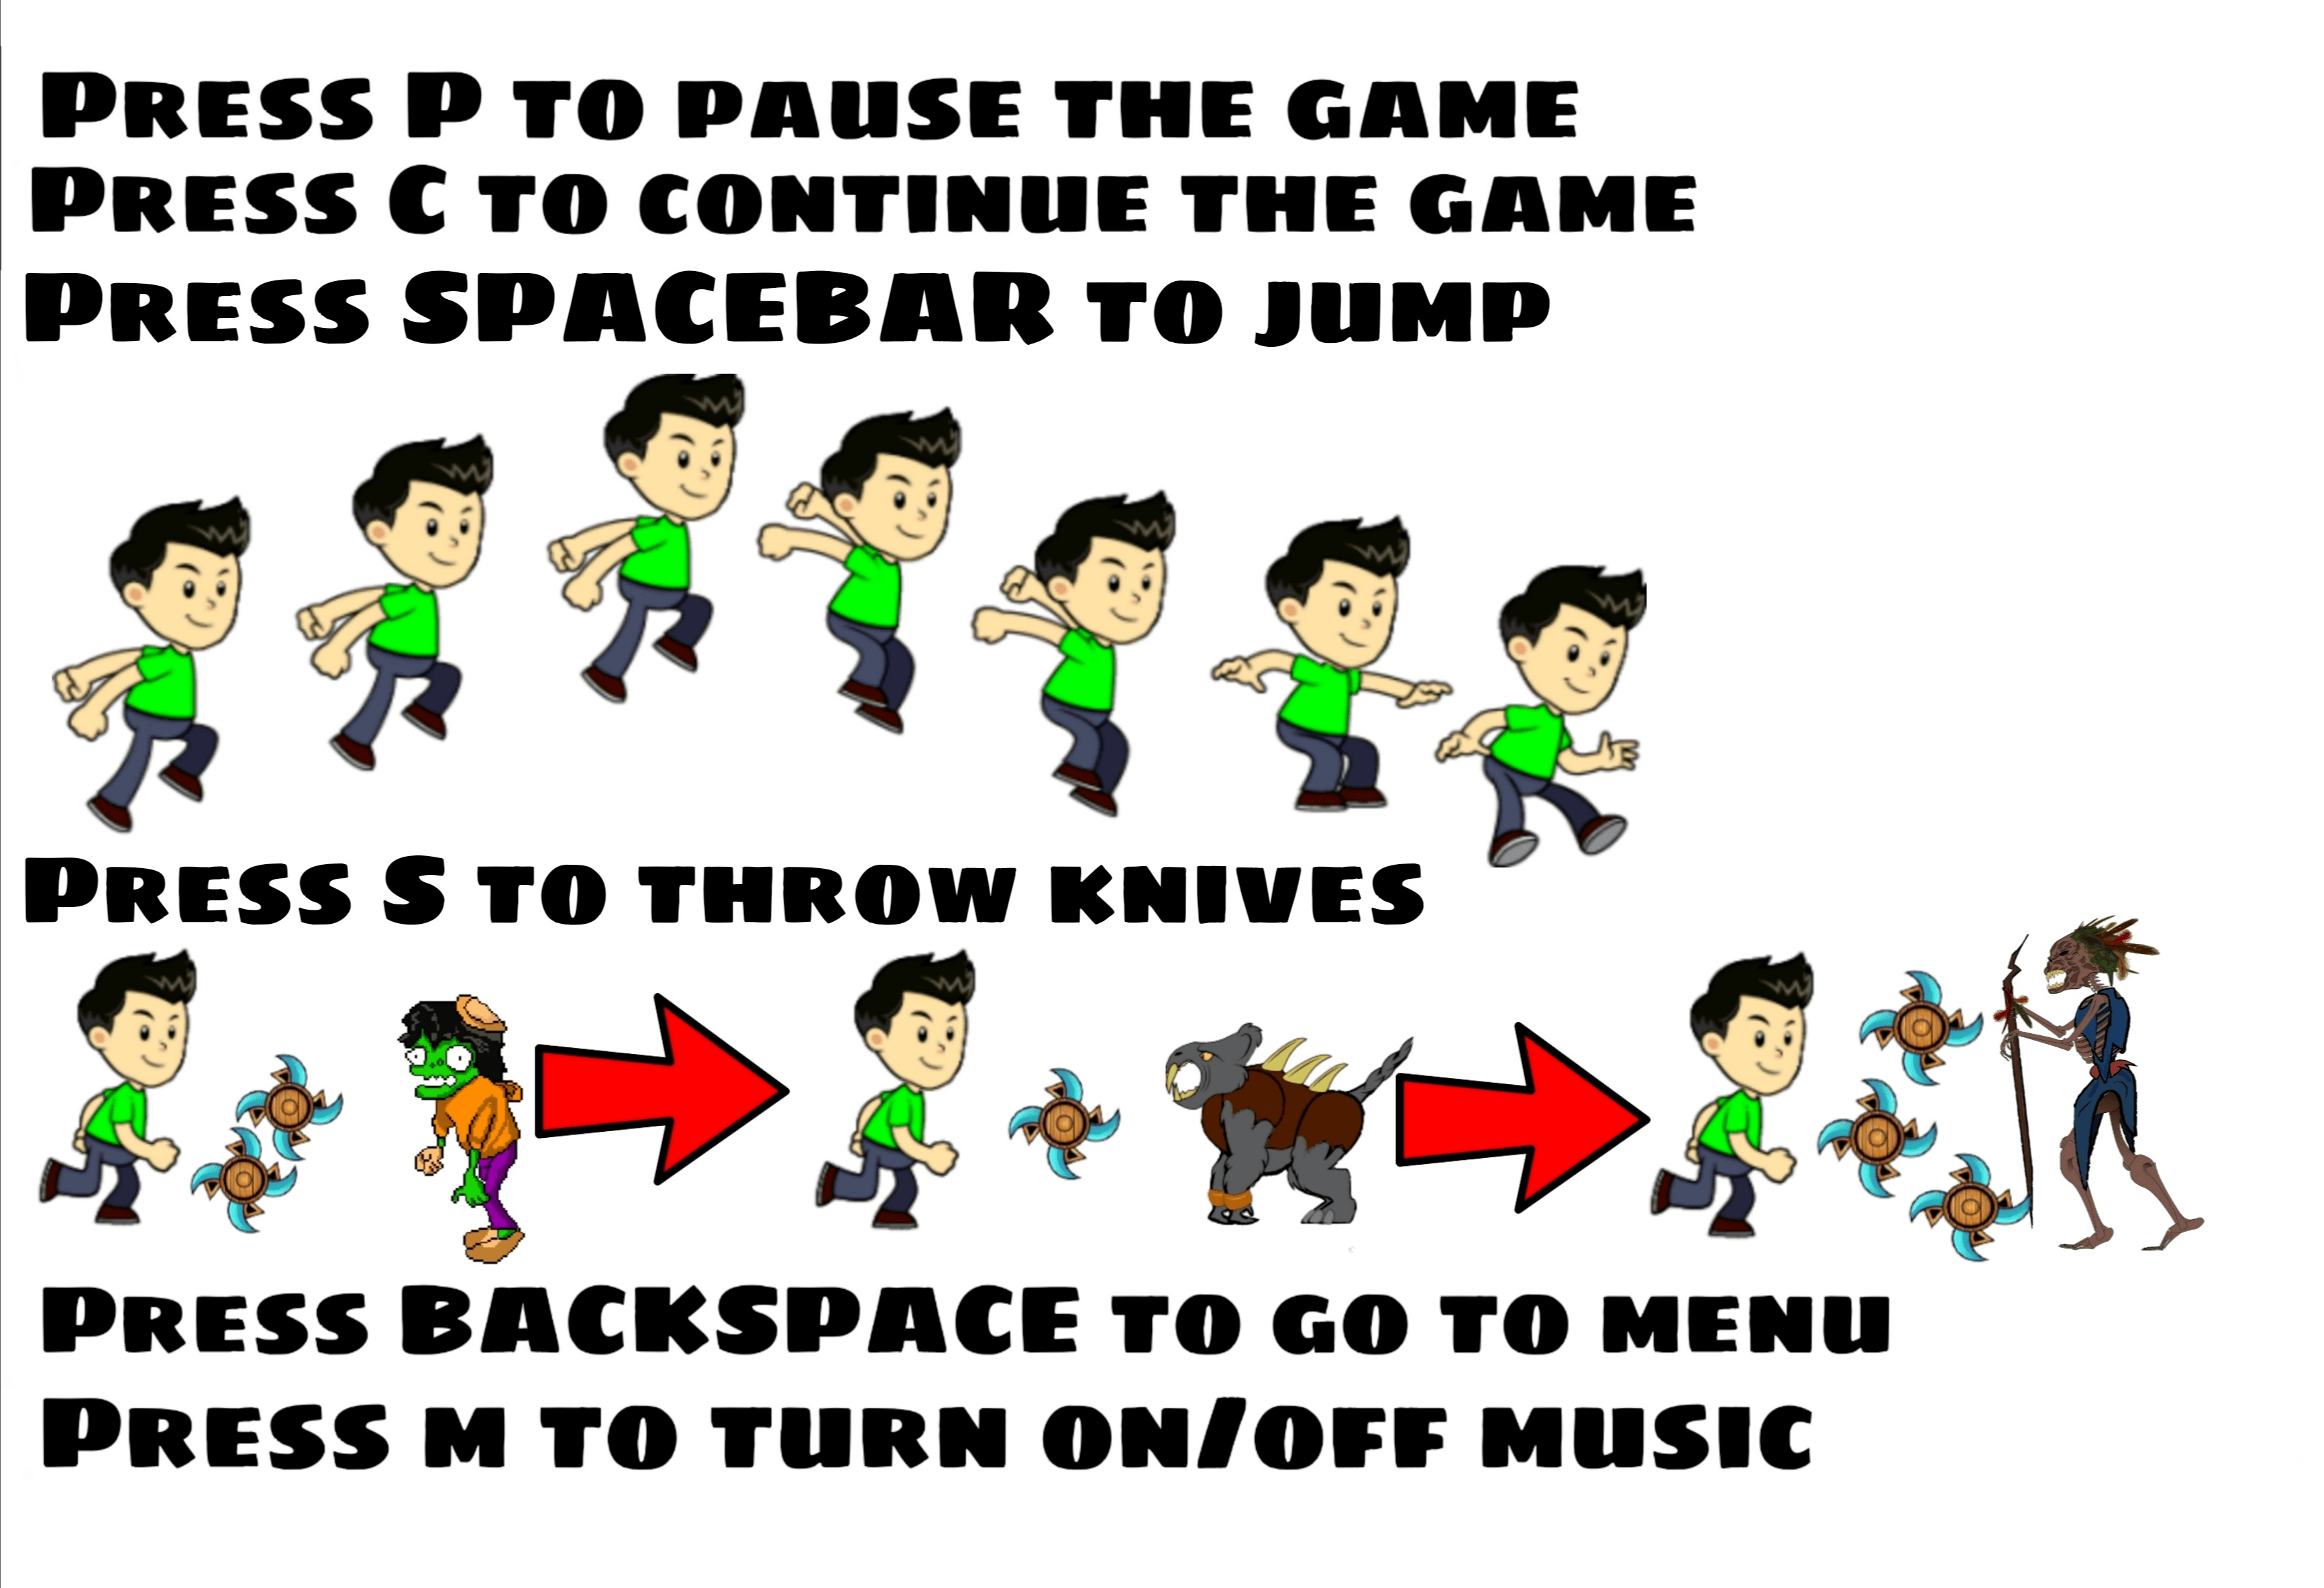 Press P to pause the game
Press C to continue the game
Press SPACEBAR to jump
Press S to throw knives
Press BACKSPACE to go to menu
Press m to turn on/off music